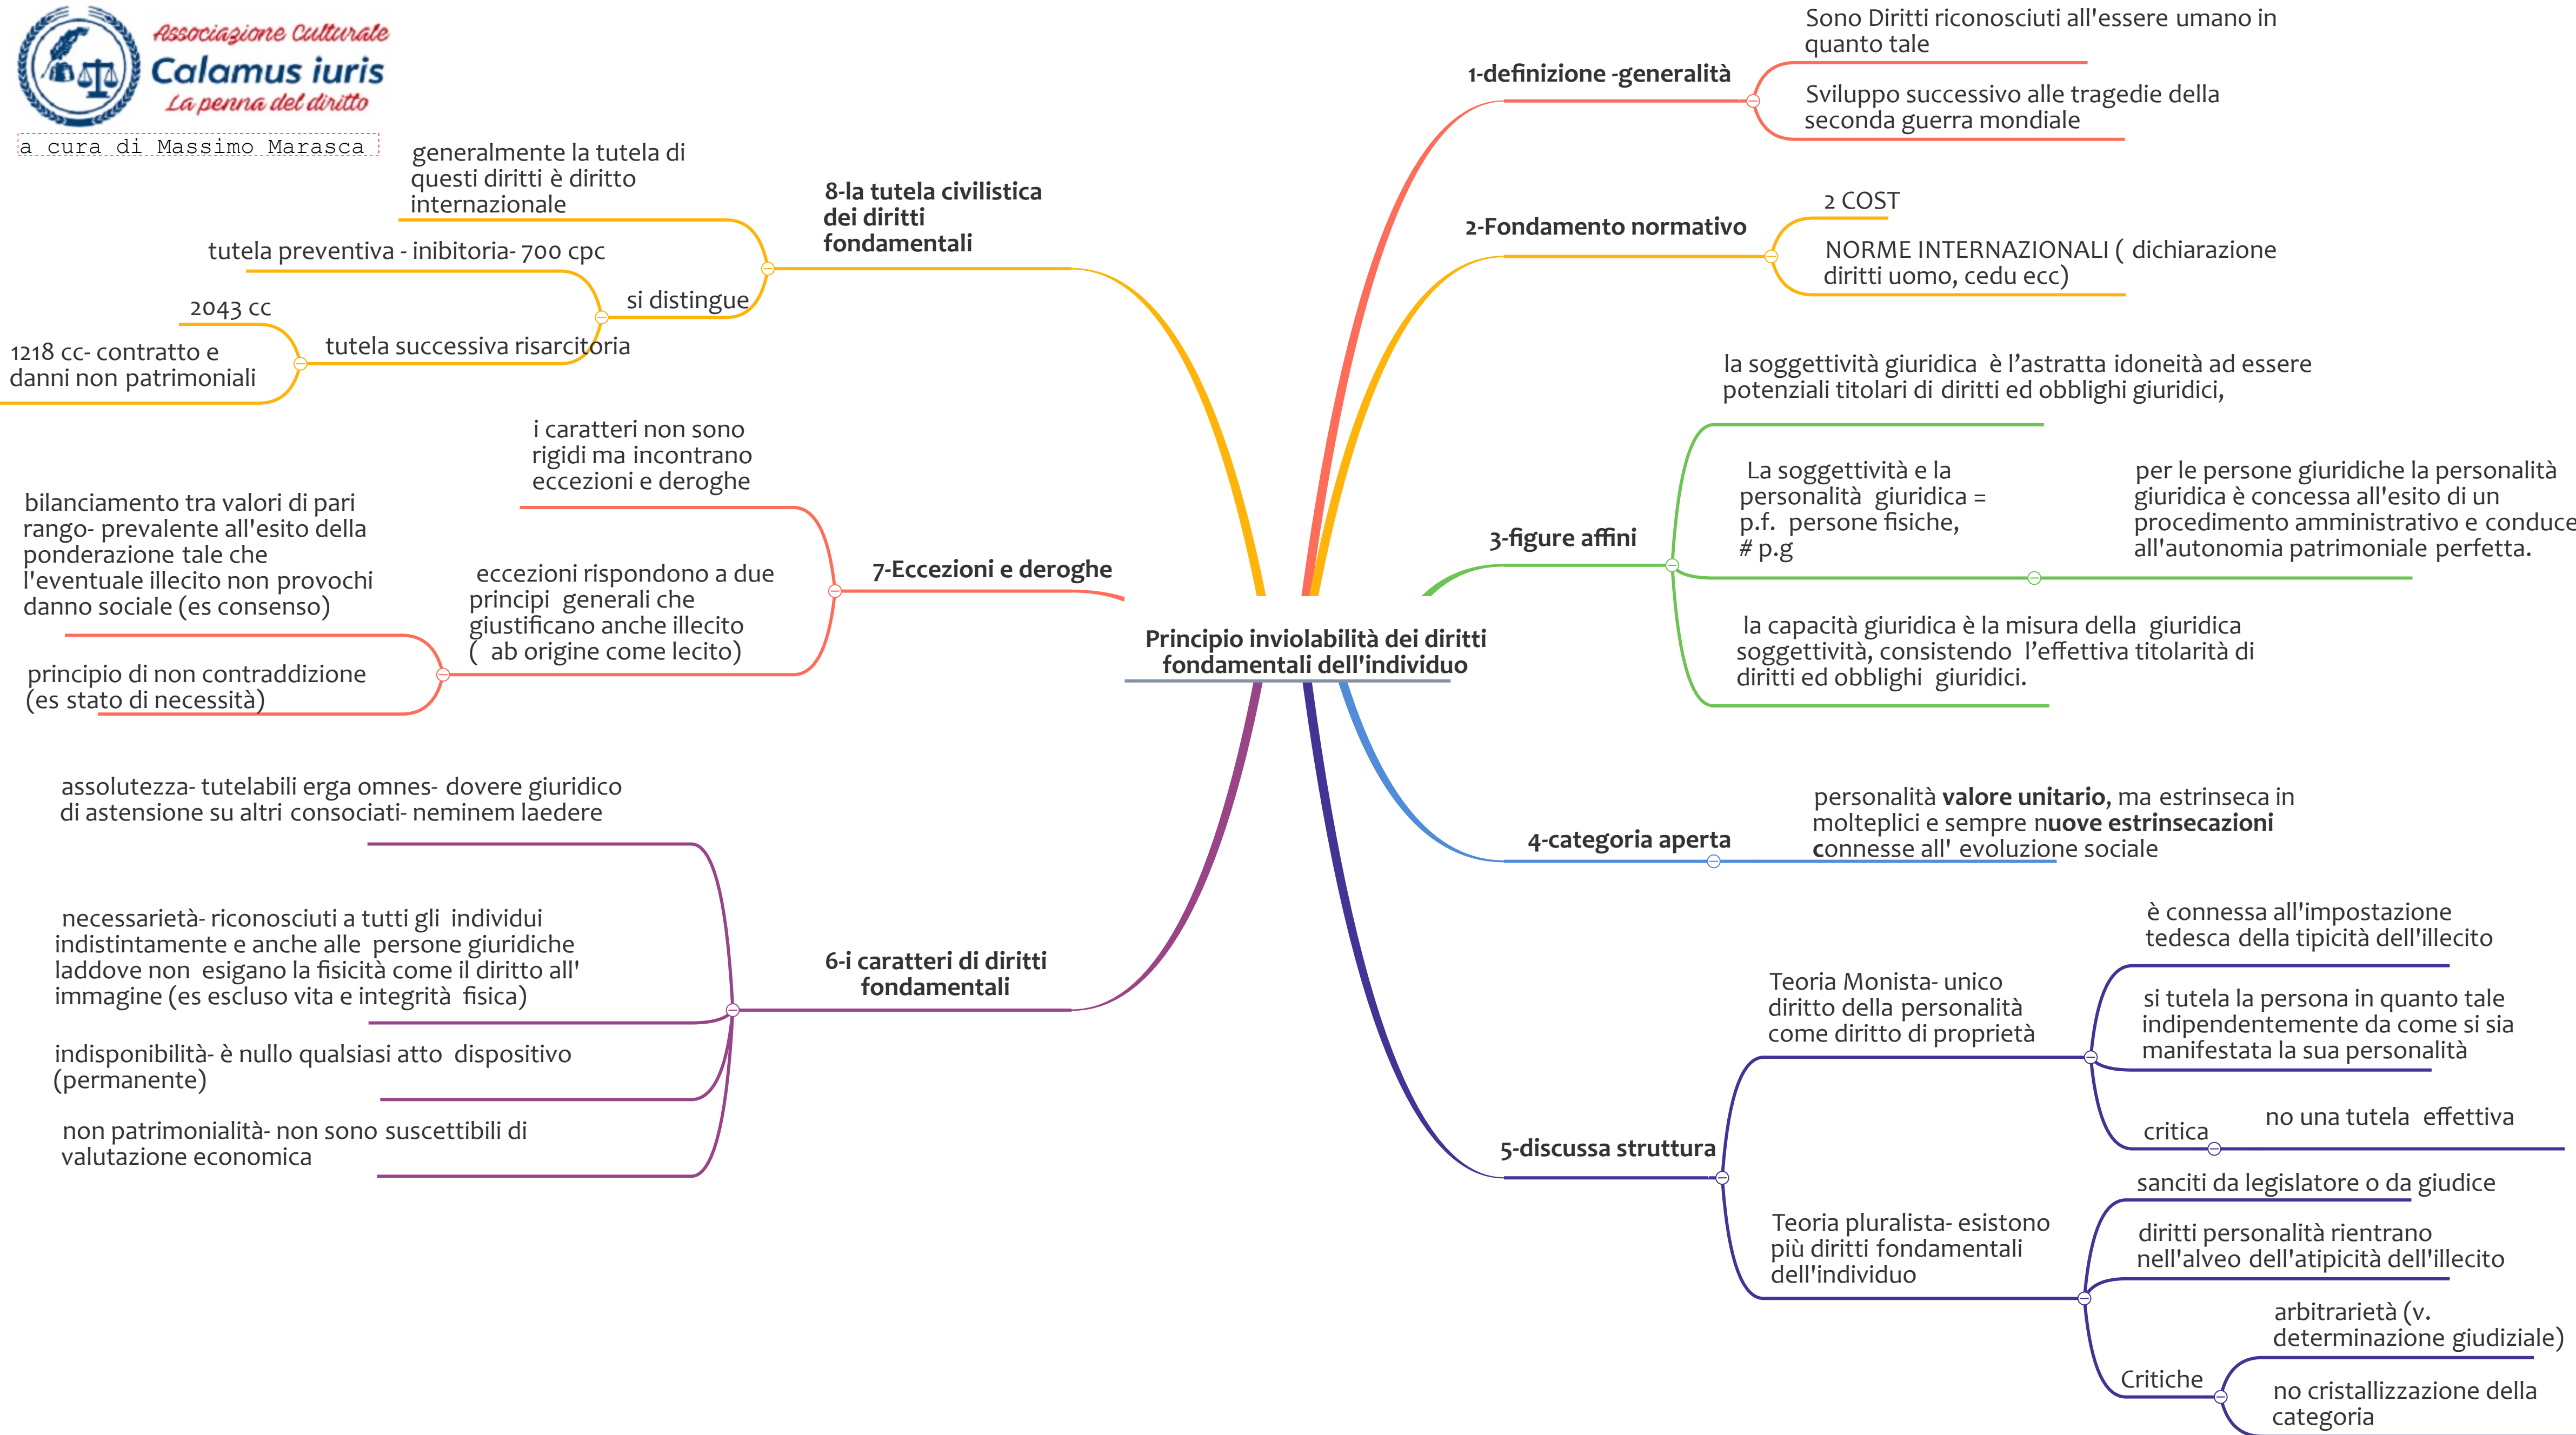 Associazione Culturale
Calamus iuris
La penna del diritto
a cura di Massimo Marasca
Principio inviolabilità dei diritti
fondamentali dell'individuo
1-definizione -generalità
Sono Diritti riconosciuti all'essere umano in
quanto tale
Sviluppo successivo alle tragedie della
seconda guerra mondiale
2-Fondamento normativo
2 COST
NORME INTERNAZIONALI ( dichiarazione
diritti uomo, cedu ecc)
3-figure affini
la soggettività giuridica è l’astratta idoneità ad essere
potenziali titolari di diritti ed obblighi giuridici,
La soggettività e la
personalità giuridica =
p.f. persone fisiche,
# p.g
per le persone giuridiche la personalità
giuridica è concessa all'esito di un
procedimento amministrativo e conduce
all'autonomia patrimoniale perfetta.
la capacità giuridica è la misura della giuridica
soggettività, consistendo l’effettiva titolarità di
diritti ed obblighi giuridici.
4-categoria aperta
personalità valore unitario, ma estrinseca in
molteplici e sempre nuove estrinsecazioni
connesse all' evoluzione sociale
5-discussa struttura
Teoria Monista- unico
diritto della personalità
come diritto di proprietà
è connessa all'impostazione
tedesca della tipicità dell'illecito
si tutela la persona in quanto tale
indipendentemente da come si sia
manifestata la sua personalità
critica
no una tutela effettiva
Teoria pluralista- esistono
più diritti fondamentali
dell'individuo
sanciti da legislatore o da giudice
diritti personalità rientrano
nell'alveo dell'atipicità dell'illecito
Critiche
arbitrarietà (v.
determinazione giudiziale)
no cristallizzazione della
categoria
6-i caratteri di diritti
fondamentali
assolutezza- tutelabili erga omnes- dovere giuridico
di astensione su altri consociati- neminem laedere
necessarietà- riconosciuti a tutti gli individui
indistintamente e anche alle persone giuridiche
laddove non esigano la fisicità come il diritto all'
immagine (es escluso vita e integrità fisica)
indisponibilità- è nullo qualsiasi atto dispositivo
(permanente)
non patrimonialità- non sono suscettibili di
valutazione economica
7-Eccezioni e deroghe
i caratteri non sono
rigidi ma incontrano
eccezioni e deroghe
eccezioni rispondono a due
principi generali che
giustificano anche illecito
( ab origine come lecito)
bilanciamento tra valori di pari
rango- prevalente all'esito della
ponderazione tale che
l'eventuale illecito non provochi
danno sociale (es consenso)
principio di non contraddizione
(es stato di necessità)
8-la tutela civilistica
dei diritti
fondamentali
generalmente la tutela di
questi diritti è diritto
internazionale
si distingue
tutela preventiva - inibitoria- 700 cpc
tutela successiva risarcitoria
2043 cc
1218 cc- contratto e
danni non patrimoniali